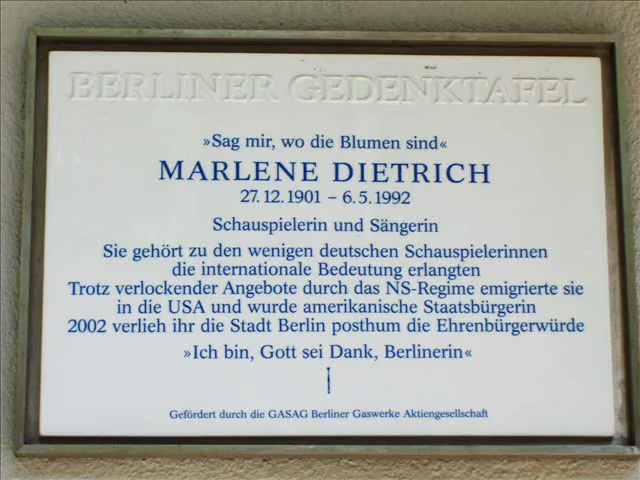 BERLINER GEDENKTAFEL
»Sag mir, wo die Blumen sind«
MARLENE DIETRICH
27.12.1901 – 6.5.1992
Schauspielerin und Sängerin
Sie gehört zu den wenigen deutschen Schauspielerinnen
die internationale Bedeutung erlangten
Trotz verlockender Angebote durch das NS-Regime emigrierte sie
in die USA und wurde amerikanische Staatsbürgerin
2002 verlieh ihr die Stadt Berlin posthum die Ehrenbürgerwürde
»Ich bin, Gott sei Dank, Berlinerin«
Gefördert durch die GASAG Berliner Gaswerke Aktiengesellschaft